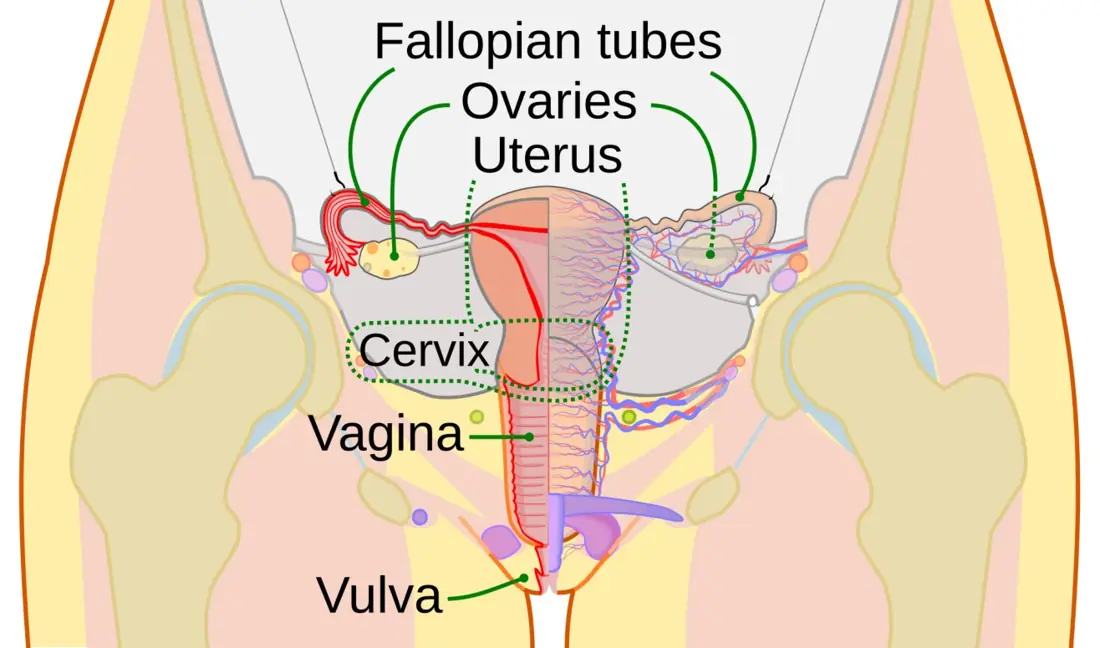 Fallopian tubes
Ovaries
Uterus
Cervix
Vagina
Vulva